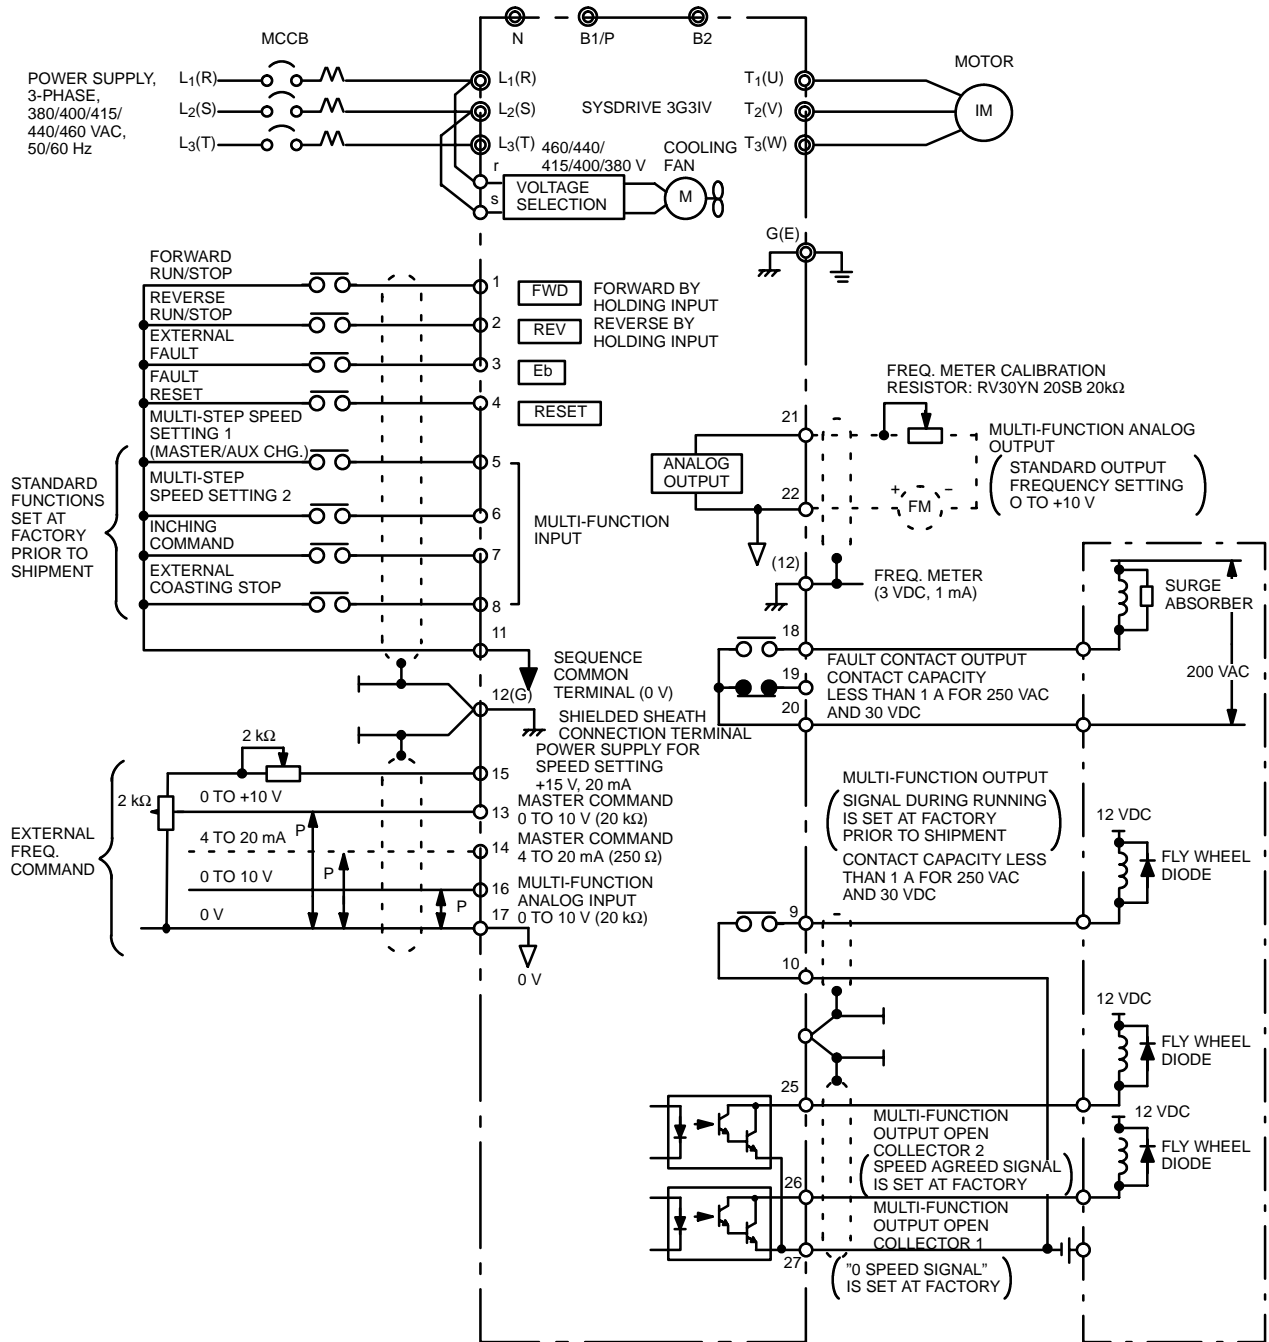 N
B1/P
B2
MCCB
MOTOR
POWER SUPPLY,
3-PHASE,
380/400/415/
440/460 VAC,
50/60 Hz
L1(R)
L2(S)
L3(T)
L1(R)
L2(S)
L3(T)
SYSDRIVE 3G3IV
T1(U)
T2(V)
T3(W)
IM
460/440/
415/400/380 V
COOLING
FAN
r
s
VOLTAGE
SELECTION
M
G(E)
FORWARD
RUN/STOP
1
FWD
FORWARD BY
HOLDING INPUT
REVERSE
RUN/STOP
2
REV
REVERSE BY
HOLDING INPUT
EXTERNAL
FAULT
3
Eb
FAULT
RESET
4
RESET
MULTI-STEP SPEED
SETTING 1
(MASTER/AUX CHG.)
5
MULTI-STEP
SPEED SETTING 2
6
INCHING
COMMAND
7
EXTERNAL
COASTING STOP
8
STANDARD
FUNCTIONS
SET AT
FACTORY
PRIOR TO
SHIPMENT
MULTI-FUNCTION
INPUT
11
SEQUENCE
COMMON
TERMINAL (0 V)
12(G)
SHIELDED SHEATH
CONNECTION TERMINAL
POWER SUPPLY FOR
SPEED SETTING
+15 V, 20 mA
15
2 kΩ
2 kΩ
0 TO +10 V
13
MASTER COMMAND
0 TO 10 V (20 kΩ)
4 TO 20 mA
P
14
MASTER COMMAND
4 TO 20 mA (250 Ω)
P
0 TO 10 V
16
MULTI-FUNCTION
ANALOG INPUT
0 TO 10 V (20 kΩ)
P
0 V
17
0 V
EXTERNAL
FREQ.
COMMAND
FREQ. METER CALIBRATION
RESISTOR: RV30YN 20SB 20kΩ
21
ANALOG
OUTPUT
22
MULTI-FUNCTION ANALOG
OUTPUT
STANDARD OUTPUT
FREQUENCY SETTING
O TO +10 V
+
FM
−
(12)
FREQ. METER
(3 VDC, 1 mA)
SURGE
ABSORBER
200 VAC
18
19
20
FAULT CONTACT OUTPUT
CONTACT CAPACITY
LESS THAN 1 A FOR 250 VAC
AND 30 VDC
MULTI-FUNCTION OUTPUT
SIGNAL DURING RUNNING
IS SET AT FACTORY
PRIOR TO SHIPMENT
CONTACT CAPACITY LESS
THAN 1 A FOR 250 VAC
AND 30 VDC
12 VDC
FLY WHEEL
DIODE
9
10
12 VDC
FLY WHEEL
DIODE
25
MULTI-FUNCTION
OUTPUT OPEN
COLLECTOR 2
(SPEED AGREED SIGNAL
IS SET AT FACTORY)
12 VDC
FLY WHEEL
DIODE
26
MULTI-FUNCTION
OUTPUT OPEN
COLLECTOR 1
27
("0 SPEED SIGNAL"
IS SET AT FACTORY)